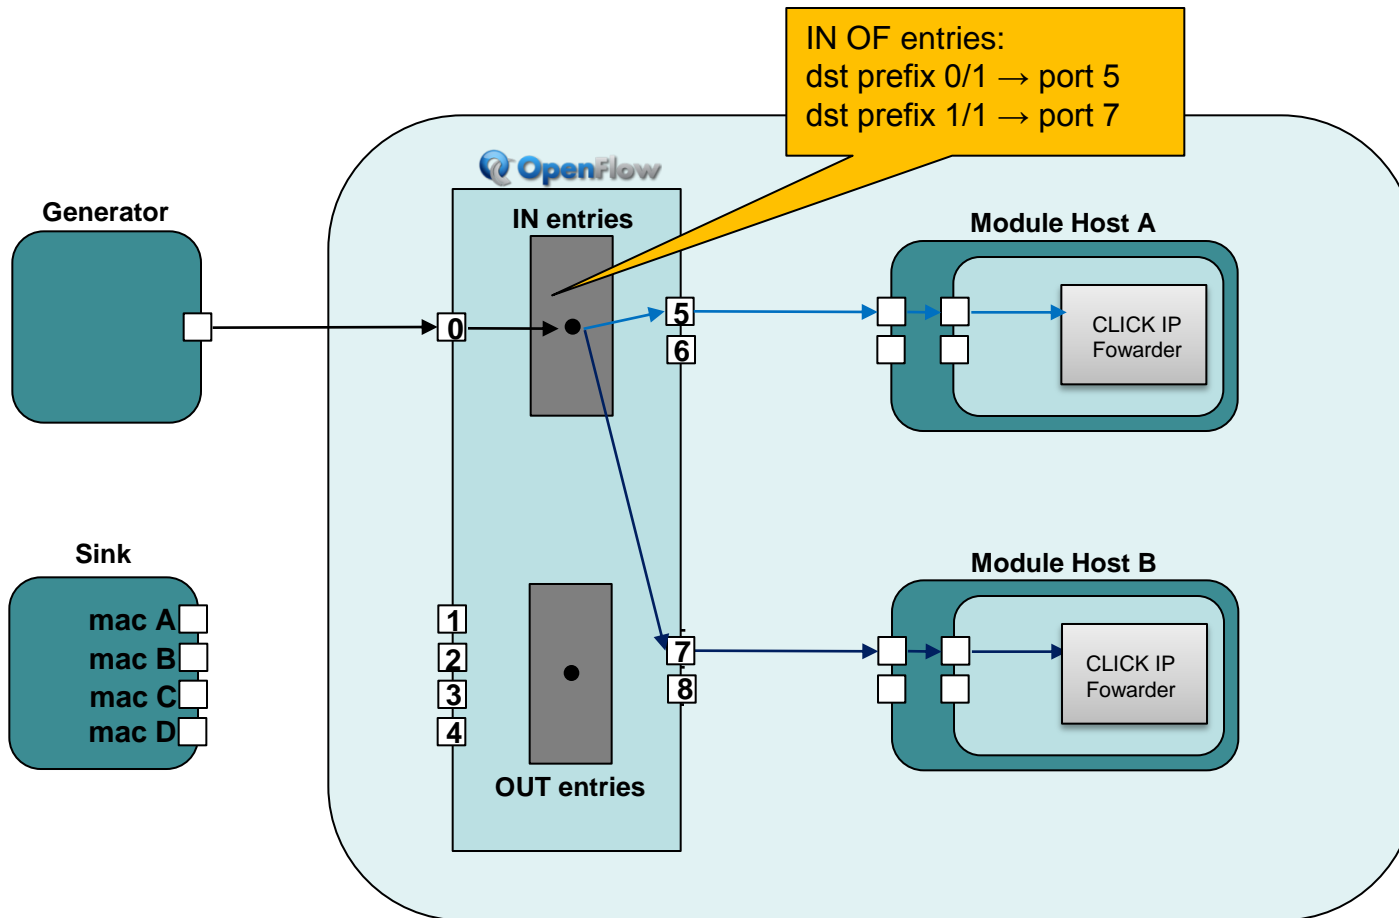 IN OF entries:
dst prefix 0/1 → port 5
dst prefix 1/1 → port 7
OpenFlow
Generator
IN entries
Module Host A
0
5
6
CLICK IP
Fowarder
Sink
mac A
mac B
mac C
mac D
1
2
3
4
7
8
OUT entries
Module Host B
CLICK IP
Fowarder